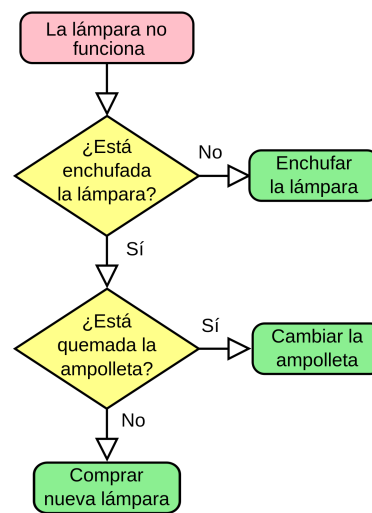 La lámpara no
funciona
¿Está
enchufada
la lámpara?
No
Enchufar
la lámpara
Sí
¿Está
quemada la
ampolleta?
Sí
Cambiar la
ampolleta
No
Comprar
nueva lámpara